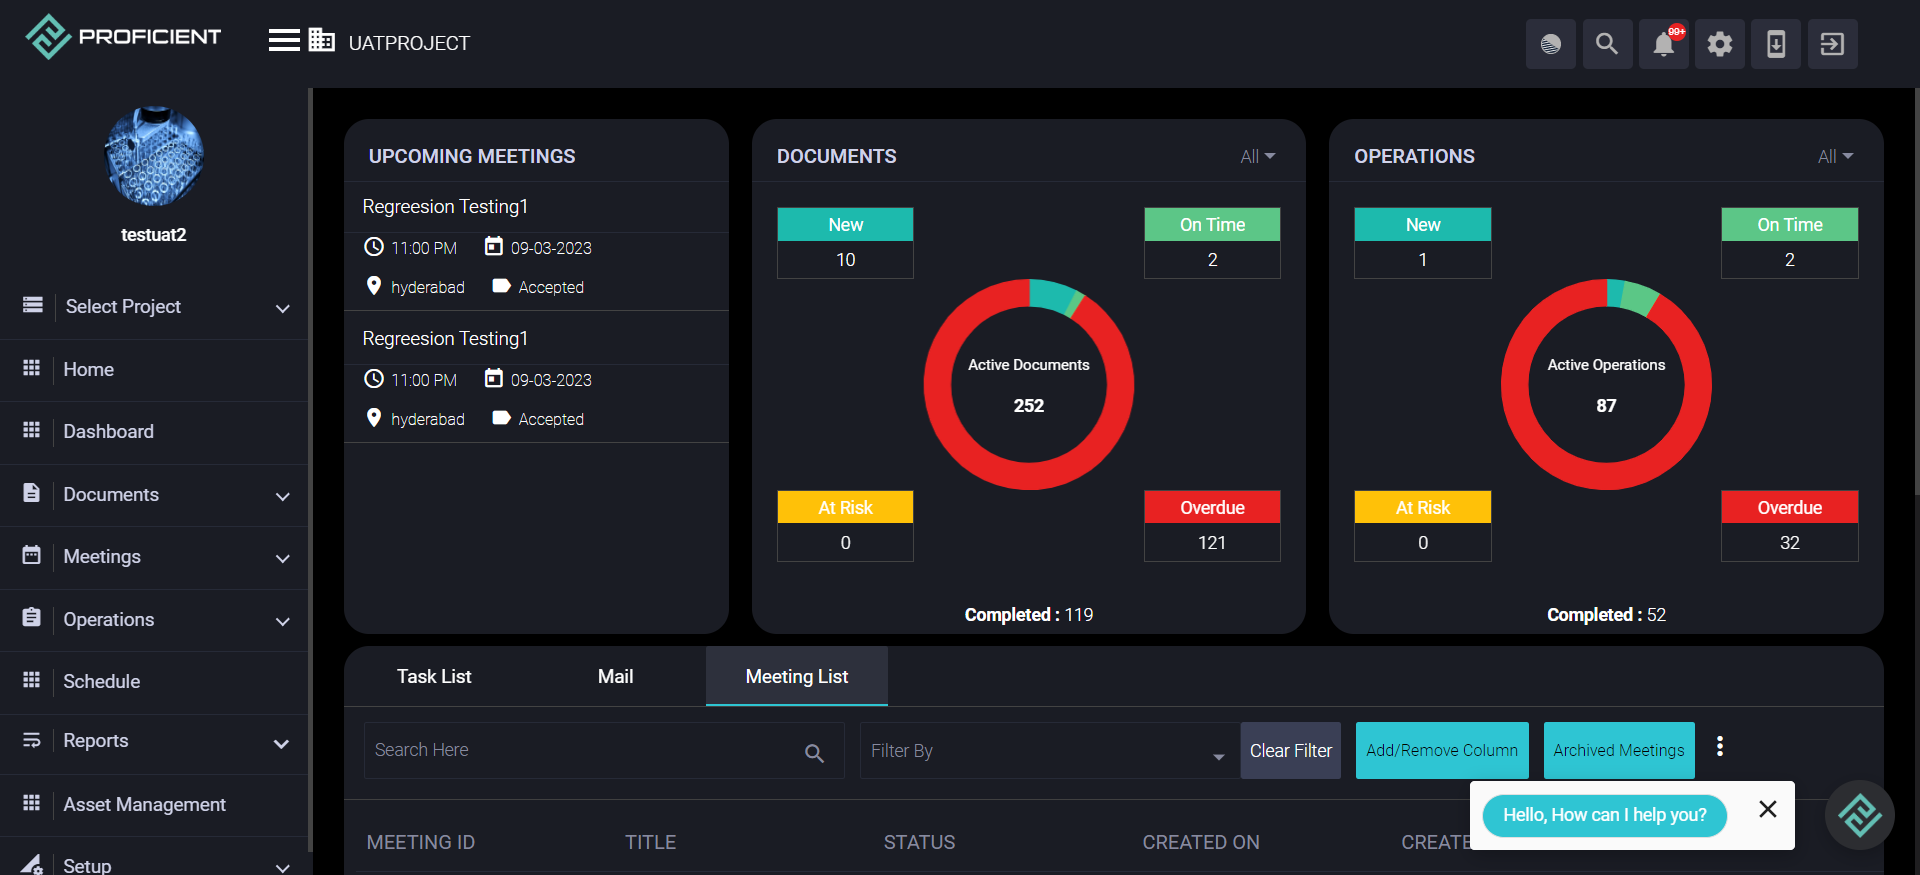 PROFICIENT
UATPROJECT
99+
testuat2
Select Project
Home
Dashboard
Documents
Meetings
Operations
Schedule
Reports
Asset Management
Setup
UPCOMING MEETINGS
Regreesion Testing1
11:00 PM 09-03-2023
hyderabad Accepted
Regreesion Testing1
11:00 PM 09-03-2023
hyderabad Accepted
DOCUMENTS All
New On Time
10 2
Active Documents
252
At Risk Overdue
0 121
Completed : 119
OPERATIONS All
New On Time
1 2
Active Operations
87
At Risk Overdue
0 32
Completed : 52
Task List Mail Meeting List
Search Here Filter By Clear Filter Add/Remove Column Archived Meetings
Hello, How can I help you?
MEETING ID TITLE STATUS CREATED ON